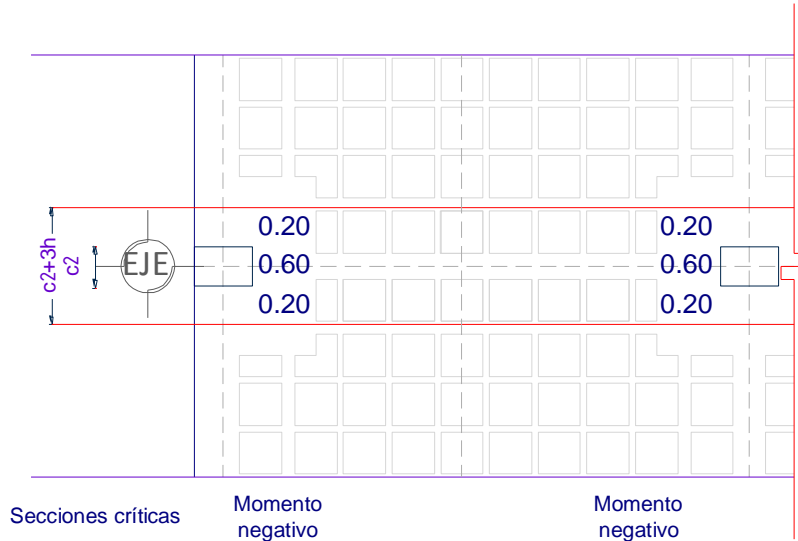 0.20
0.20
c2+3h
c2
EJE
0.60
0.60
0.20
0.20
Secciones críticas
Momento
negativo
Momento
negativo